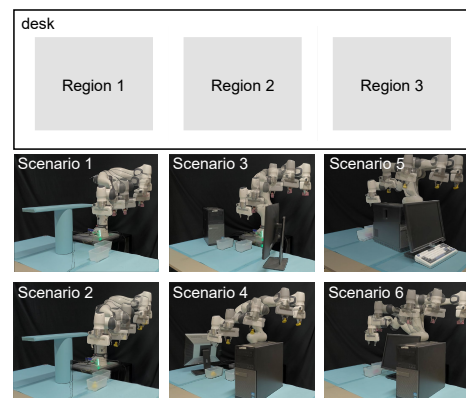 desk
Region 1 Region 2 Region 3
Scenario 1 Scenario 3 Scenario 5
Scenario 2 Scenario 4 Scenario 6